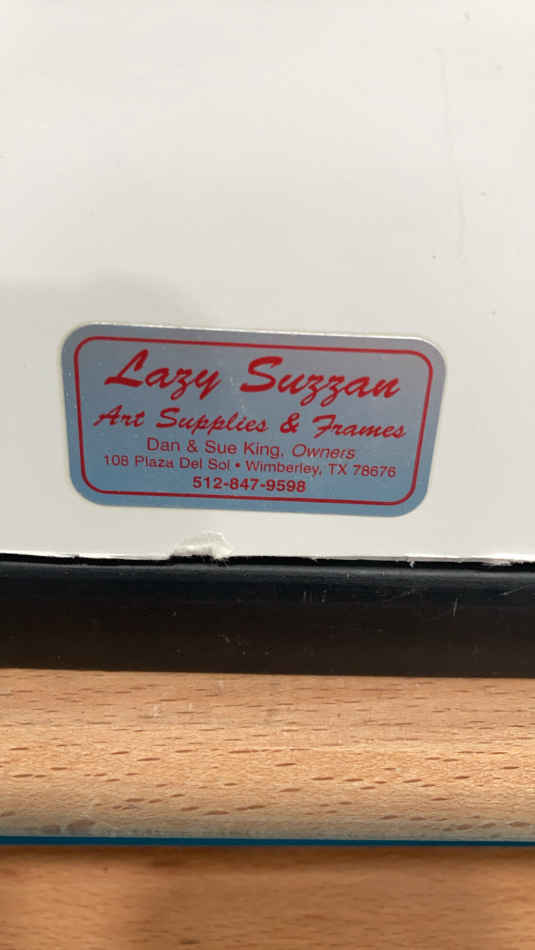 Lazy Suzzan
Art Supplies & Frames
Dan & Sue King, Owners
108 Plaza Del Sol • Wimberley, TX 78676
512-847-9598